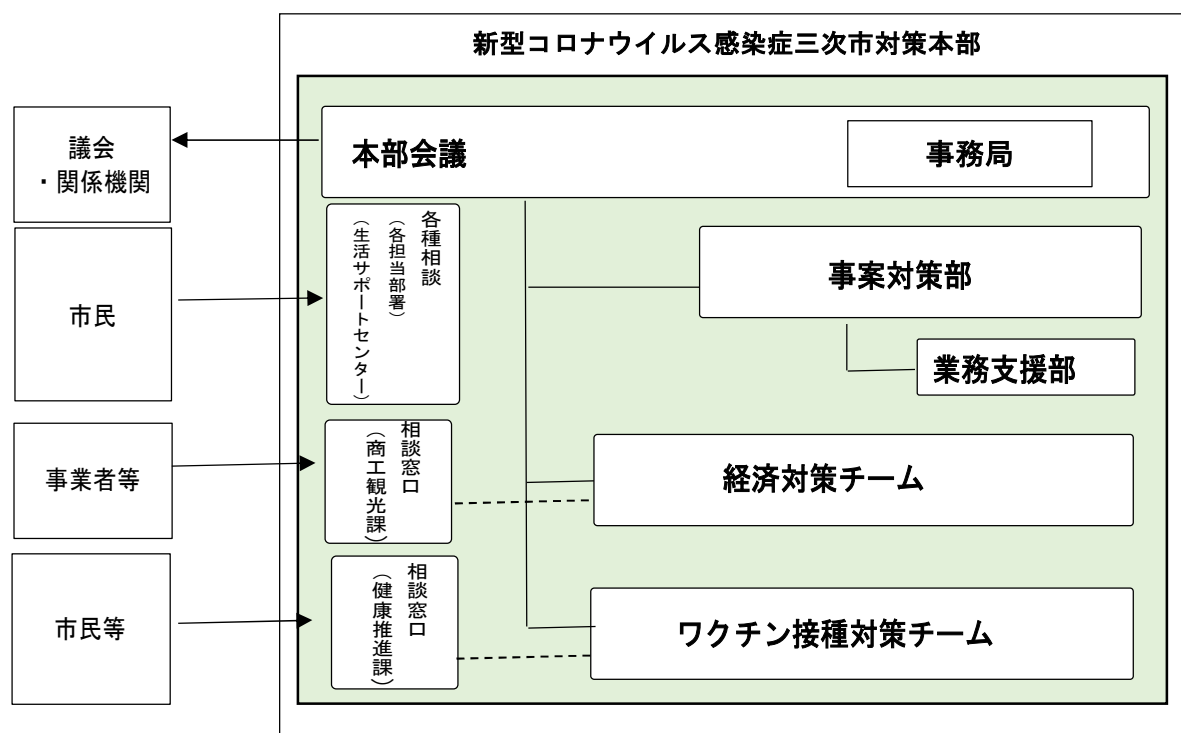 新型コロナウイルス感染症三次市対策本部
議会
・関係機関
本部会議
事務局
市民
各種相談
（各担当部署）
（生活サポートセンター）
事案対策部
業務支援部
事業者等
相談窓口
（商工観光課）
経済対策チーム
市民等
相談窓口
（健康推進課）
ワクチン接種対策チーム